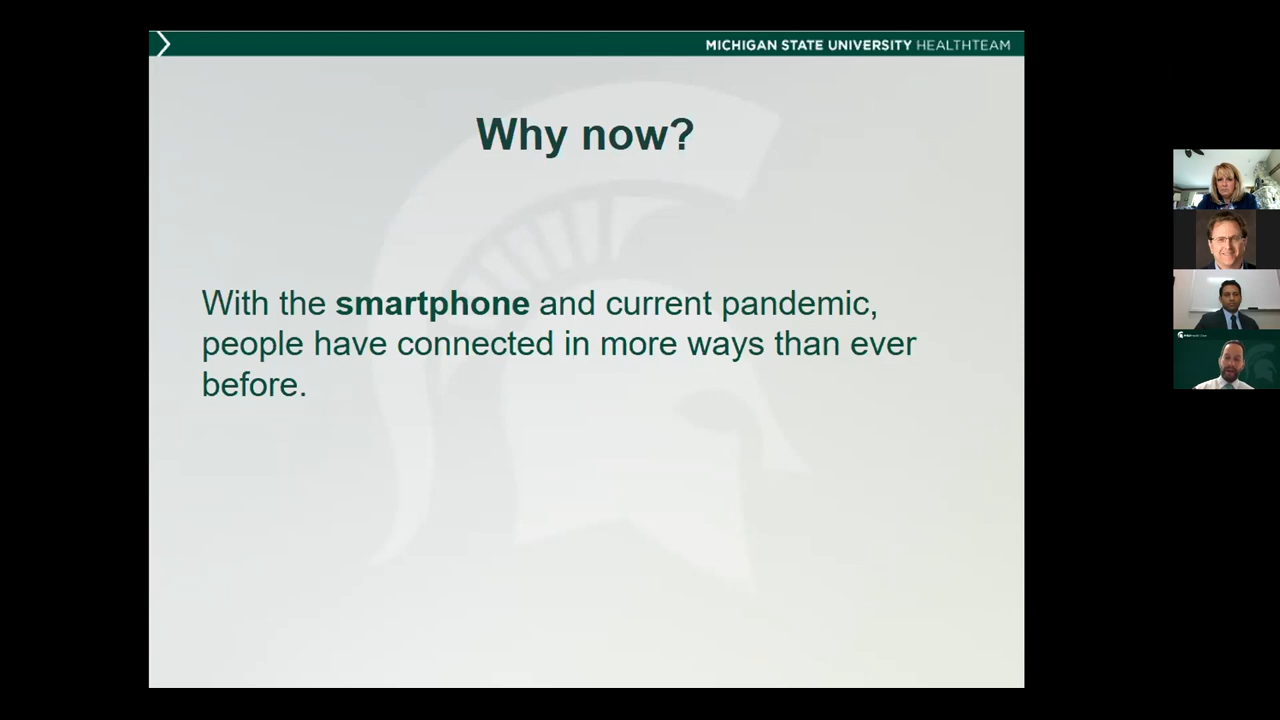 MICHIGAN STATE UNIVERSITY HEALTHTEAM
Why now?
With the smartphone and current pandemic,
people have connected in more ways than ever
before.